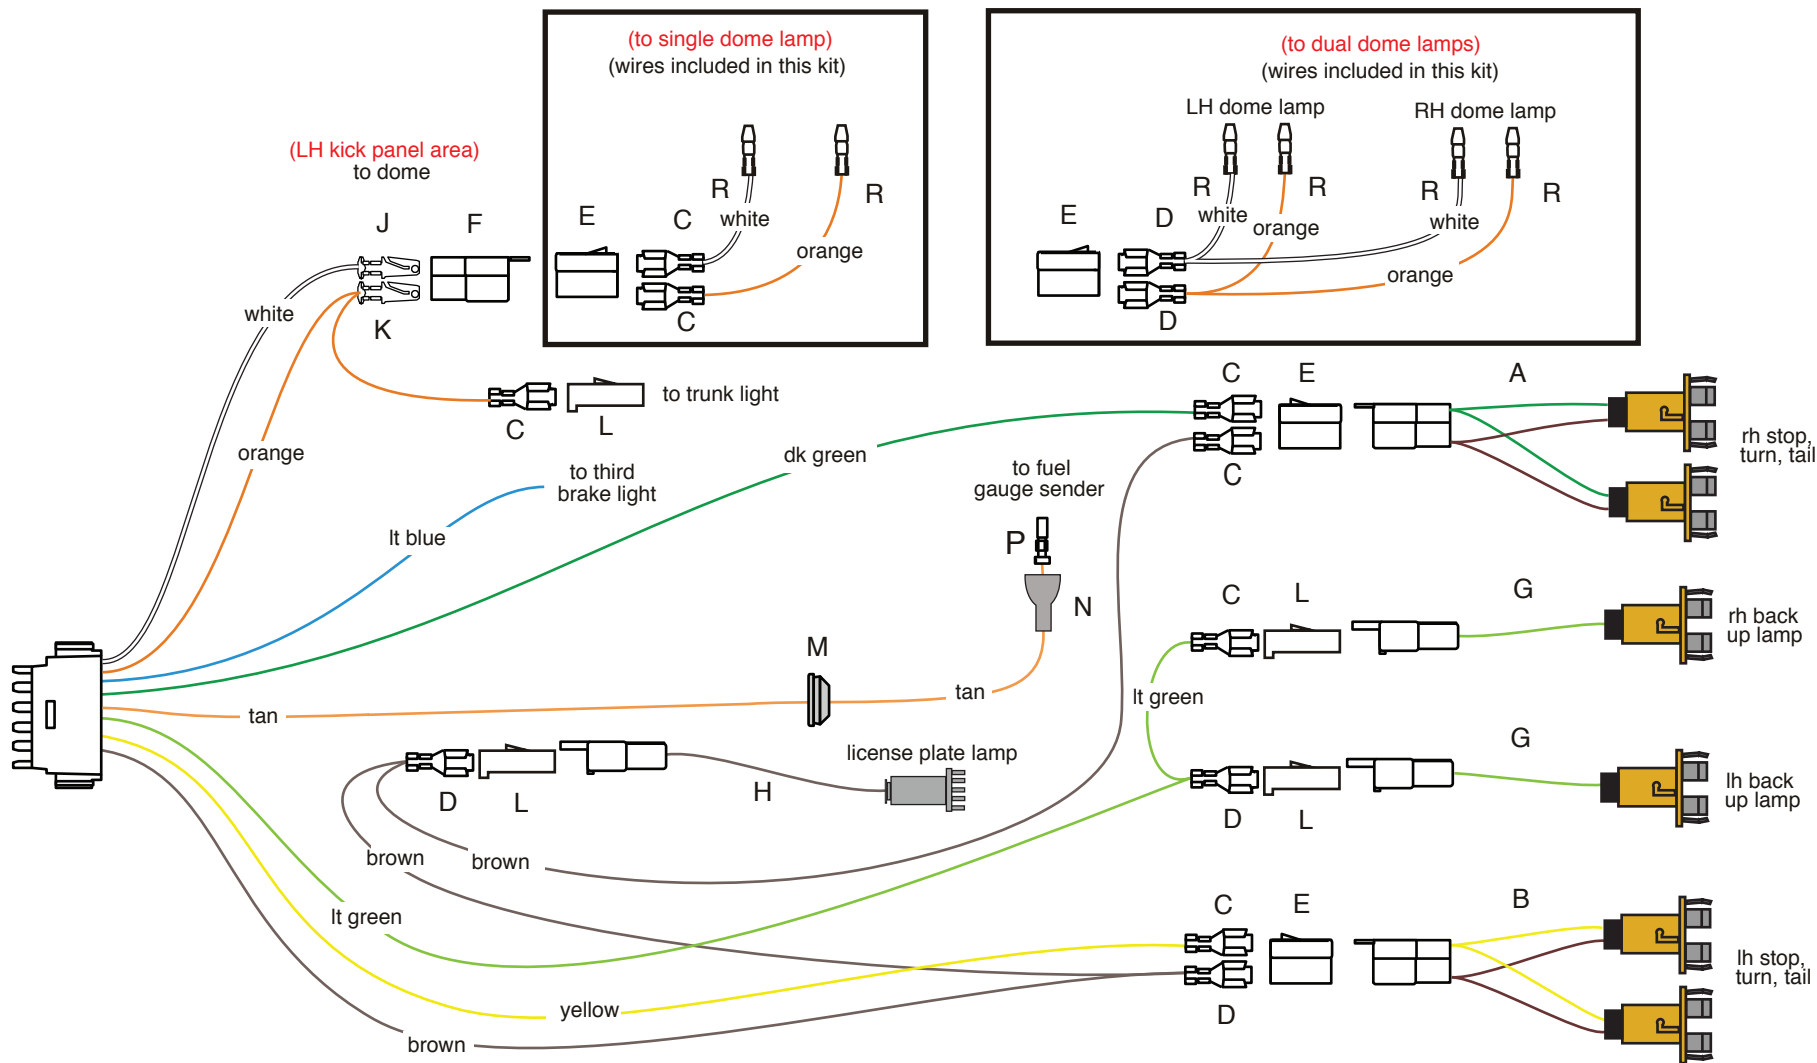 (to single dome lamp)
(wires included in this kit)
(to dual dome lamps)
(wires included in this kit)
LH dome lamp
RH dome lamp
(LH kick panel area)
to dome
J
F
E
C
R
white
R
orange
C
E
D
R
white
R
orange
R
white
R
orange
D
white
K
C
L
to trunk light
orange
to third
brake light
lt blue
dk green
C
E
A
C
rh stop,
turn, tail
to fuel
gauge sender
P
N
M
tan
tan
C
L
G
rh back
up lamp
lt green
G
D
L
lh back
up lamp
D
L
H
license plate lamp
brown
brown
lt green
C
E
B
D
lh stop,
turn, tail
yellow
brown